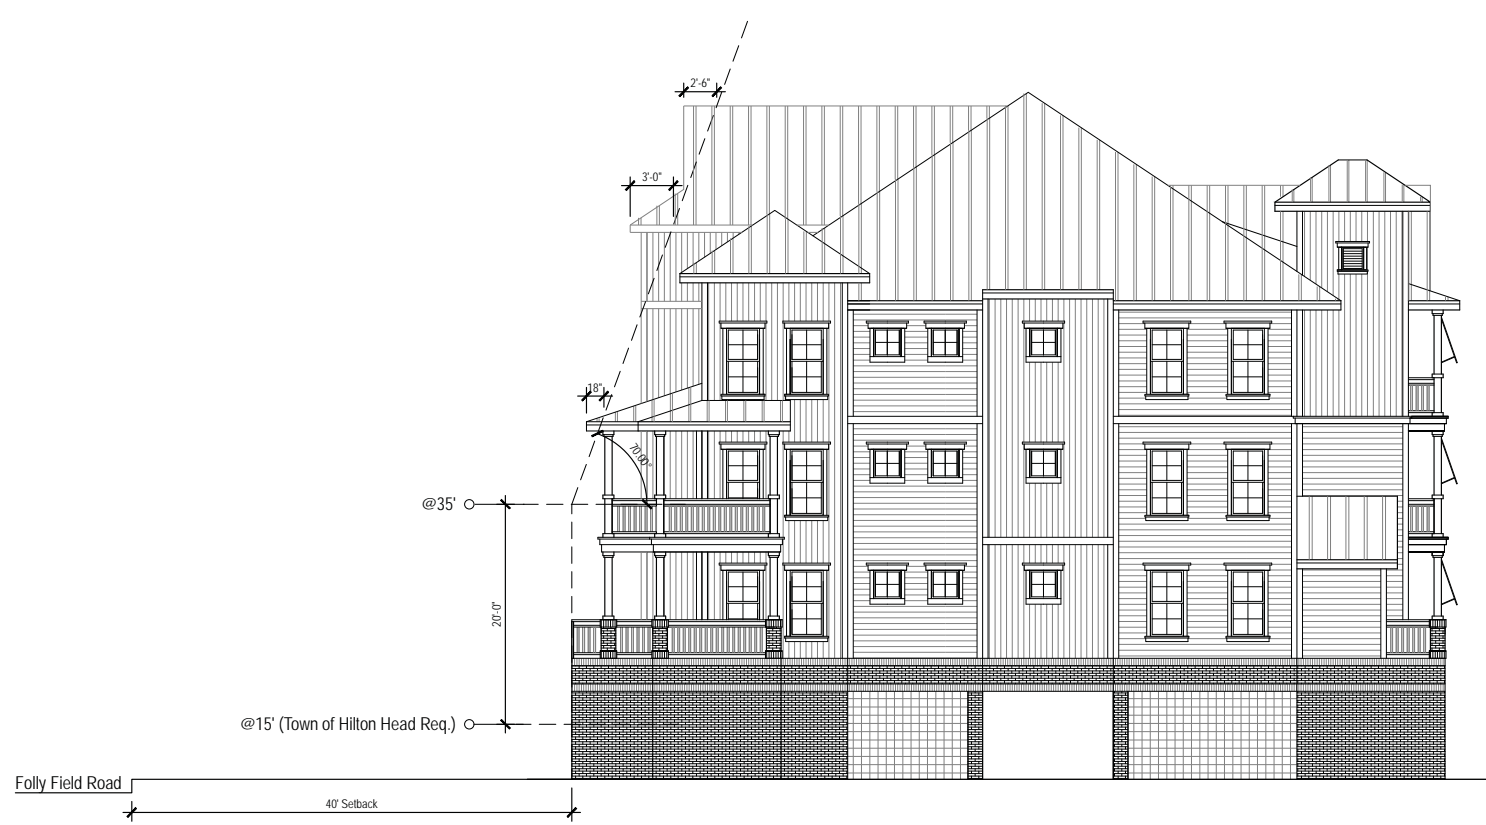 2'-6"
3'-0"
18"
70.00°
@35'
20'-0"
@15' (Town of Hilton Head Req.)
Folly Field Road
40' Setback